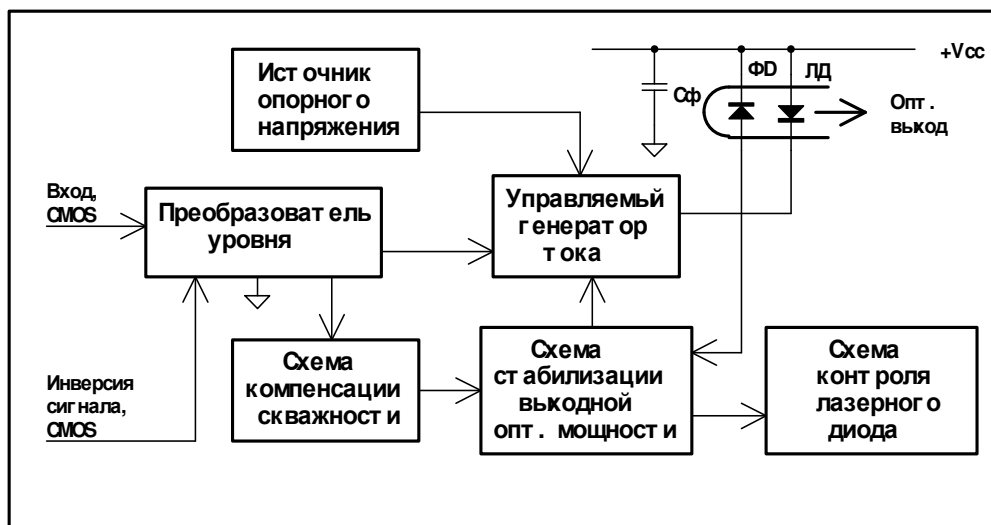 Источник
опорного
напряжения
+Vcc
ФD
ЛД
Сф
Опт.
выход
Вход,
CMOS
Преобразователь
уровня
Управляемый
генератор
тока
Инверсия
сигнала,
CMOS
Схема
компенсации
скважности
Схема
стабилизации
выходной
опт. мощности
Схема
контроля
лазерного
диода